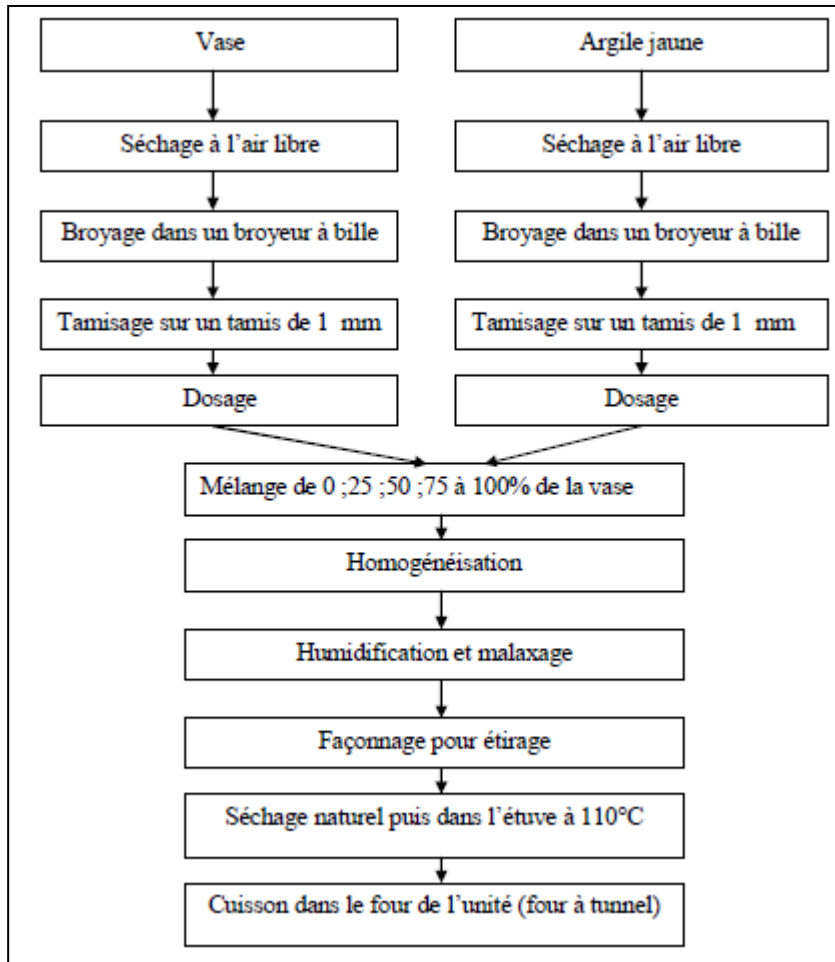 Vase
Argile jaune
Séchage à l’air libre
Séchage à l’air libre
Broyage dans un broyeur à bille
Broyage dans un broyeur à bille
Tamisage sur un tamis de 1 mm
Tamisage sur un tamis de 1 mm
Dosage
Dosage
Mélange de 0 ;25 ;50 ;75 à 100% de la vase
Homogénéisation
Humidification et malaxage
Façonnage pour étirage
Séchage naturel puis dans l’étuve à 110°C
Cuisson dans le four de l’unité (four à tunnel)